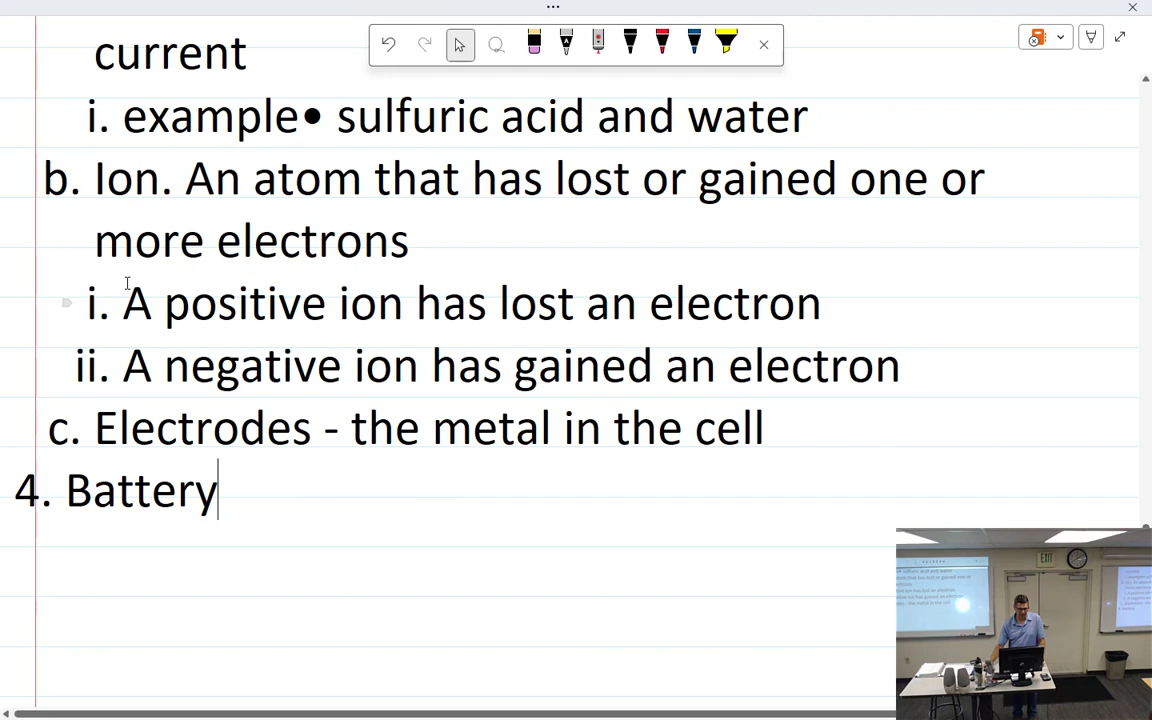 current
i. example• sulfuric acid and water
b. Ion. An atom that has lost or gained one or
more electrons
i. A positive ion has lost an electron
ii. A negative ion has gained an electron
c. Electrodes - the metal in the cell
4. Battery
EXIT